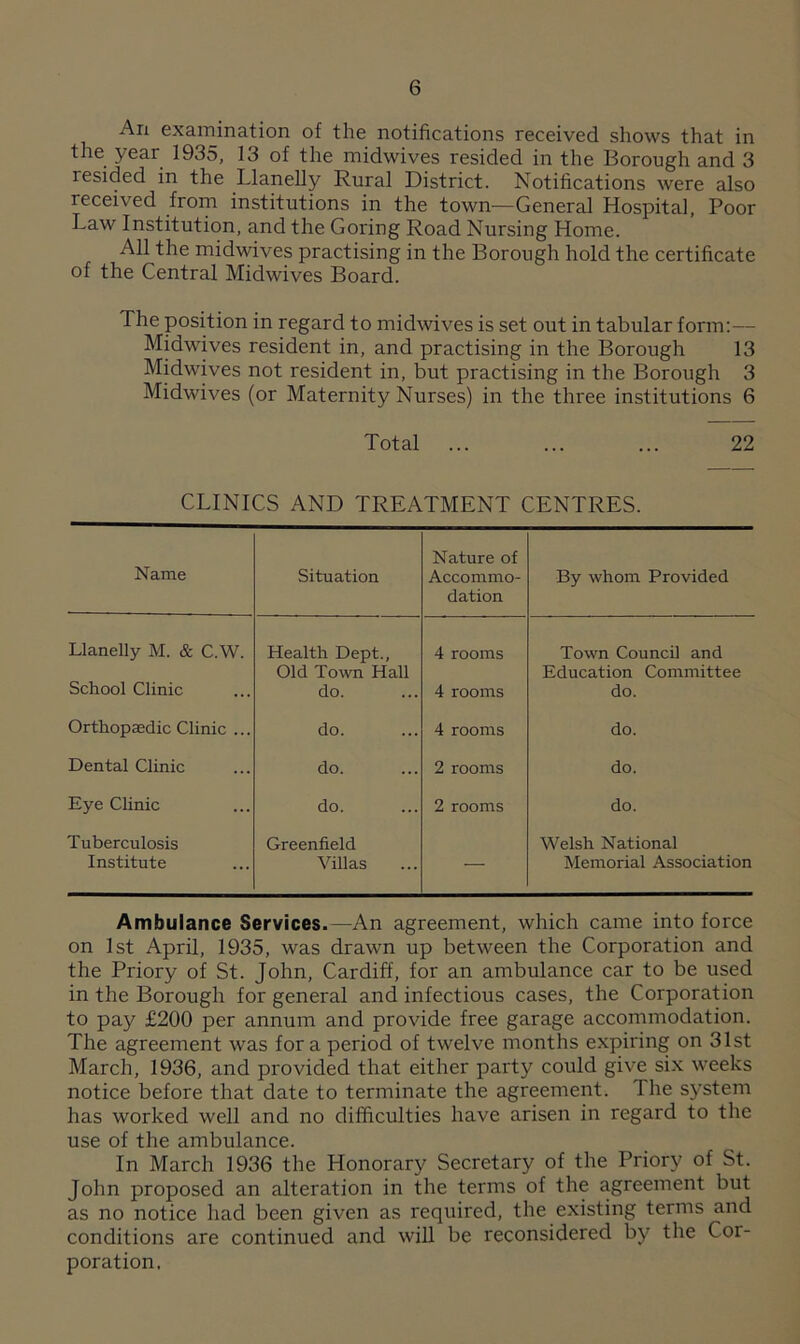 6
An examination of the notifications received shows that in
the year 1935, 13 of the midwives resided in the Borough and 3
resided in the Llanelly Rural District. Notifications were also
received from institutions in the town—General Hospital, Poor
Law Institution, and the Goring Road Nursing Home.
All the midwives practising in the Borough hold the certificate
of the Central Midwives Board.
The position in regard to midwives is set out in tabular form:—
Midwives resident in, and practising in the Borough 13
Midwives not resident in, but practising in the Borough 3
Midwives (or Maternity Nurses) in the three institutions 6
Total ... ... ... 22
CLINICS AND TREATMENT CENTRES.
Name Situation Nature of Accommo- dation By whom Provided
Llanelly M. & C.W. Health Dept., 4 rooms Town Council and
Old Town Hall Education Committee
School Clinic ... do. ... 4 rooms do.
Orthopædic Clinic ... do. ... 4 rooms do.
Dental Clinic ... do. ... 2 rooms do.
Eye Clinic ... do. ... 2 rooms do.
Tuberculosis Greenfield Welsh National
Institute ... Villas ... — Memorial Association
Ambulance Services.—An agreement, which came into force
on 1st April, 1935, was drawn up between the Corporation and
the Priory of St. John, Cardiff, for an ambulance car to be used
in the Borough for general and infectious cases, the Corporation
to pay £200 per annum and provide free garage accommodation.
The agreement was for a period of twelve months expiring on 31st
March, 1936, and provided that either party could give six weeks
notice before that date to terminate the agreement. The system
has worked well and no difficulties have arisen in regard to the
use of the ambulance.
In March 1936 the Honorary Secretary of the Priory of St.
John proposed an alteration in the terms of the agreement but
as no notice had been given as required, the existing terms and
conditions are continued and will be reconsidered by the Cor-
poration.